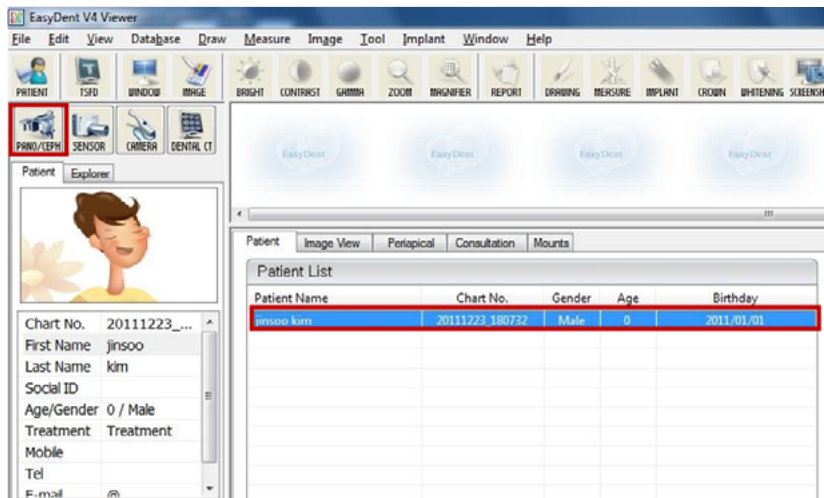 EasyDent V4 Viewer
File Edit View Database Draw Measure Image Tool Implant Window Help
PATIENT TSFD WINDOW IMAGE BRIGHT CONTRAST GAMMA ZOOM MAGNIFIER REPORT DRAWING MEASURE IMPLANT CROWN WHITENING SCREENSH
PANO/CEPH SENSOR CAMERA DENTAL CT
EasyDent EasyDent EasyDent EasyDent
Patient Explorer
Patient Image View Periapical Consultation Mounts
Patient List
Patient Name Chart No. Gender Age Birthday
jinsoo kim 20111223_180732 Male 0 2011/01/01
Chart No. 20111223_...
First Name jinsoo
Last Name kim
Social ID
Age/Gender 0 / Male
Treatment Treatment
Mobile
Tel
E-mail @